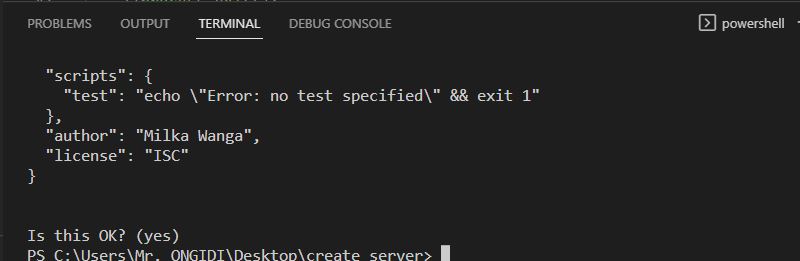 PROBLEMS OUTPUT TERMINAL DEBUG CONSOLE powershell
"scripts": {
"test": "echo \"Error: no test specified\" && exit 1"
},
"author": "Milka Wanga",
"license": "ISC"
}
Is this OK? (yes)
PS C:\Users\Mr. ONGIDI\Desktop\create server>